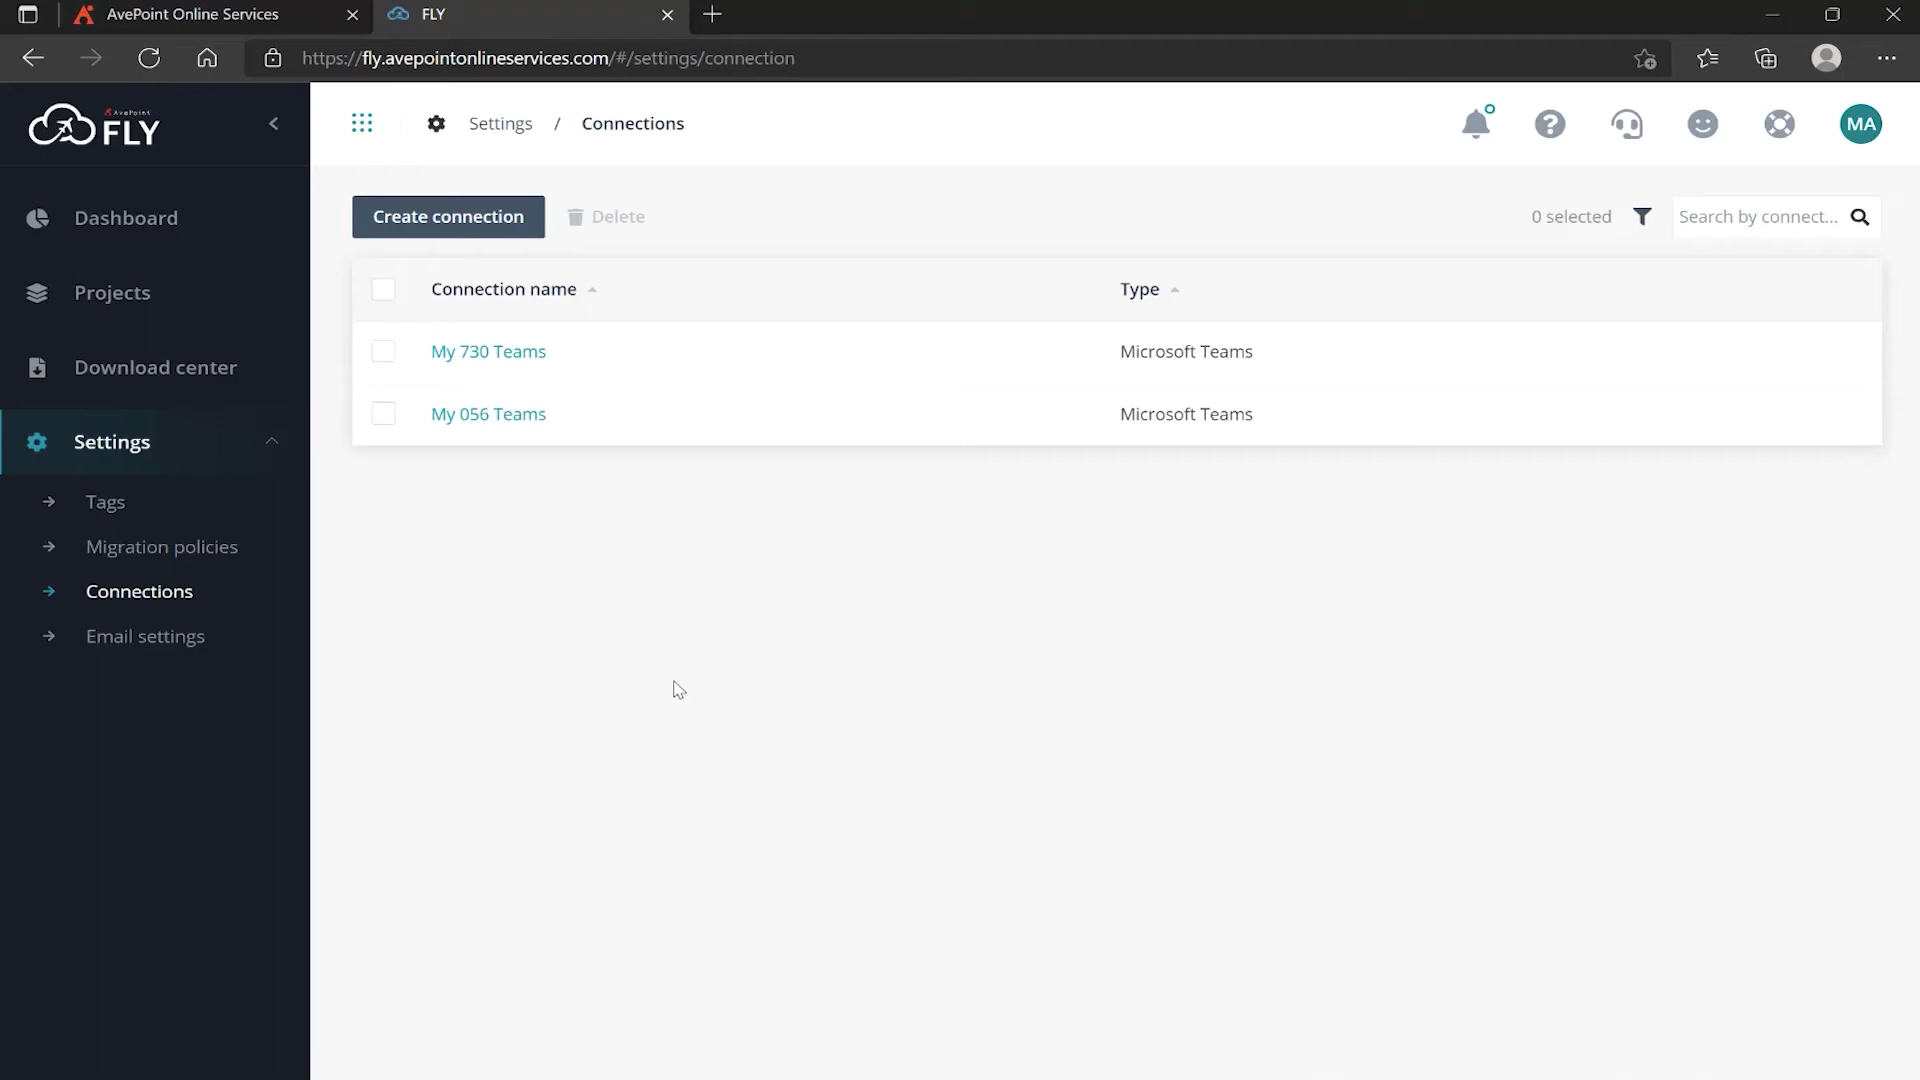 AvePoint Online Services
FLY
https://fly.avepointonlineservices.com/#/settings/connection
AvePoint
FLY
Settings / Connections
MA
Dashboard
Projects
Download center
Settings
Tags
Migration policies
Connections
Email settings
Create connection
Delete
0 selected
Search by connect...
Connection name
Type
My 730 Teams
Microsoft Teams
My 056 Teams
Microsoft Teams